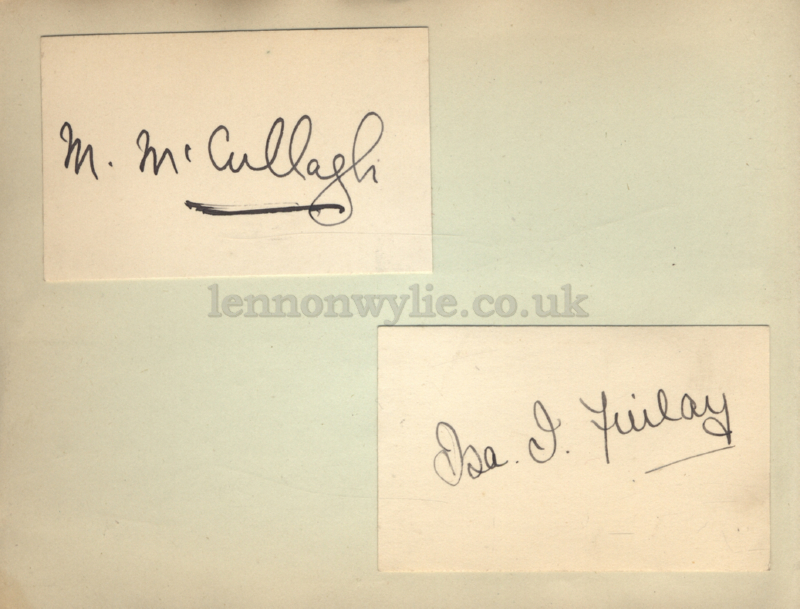 M. McCullagh
lennonwylie.co.uk
Isa. I. Finlay